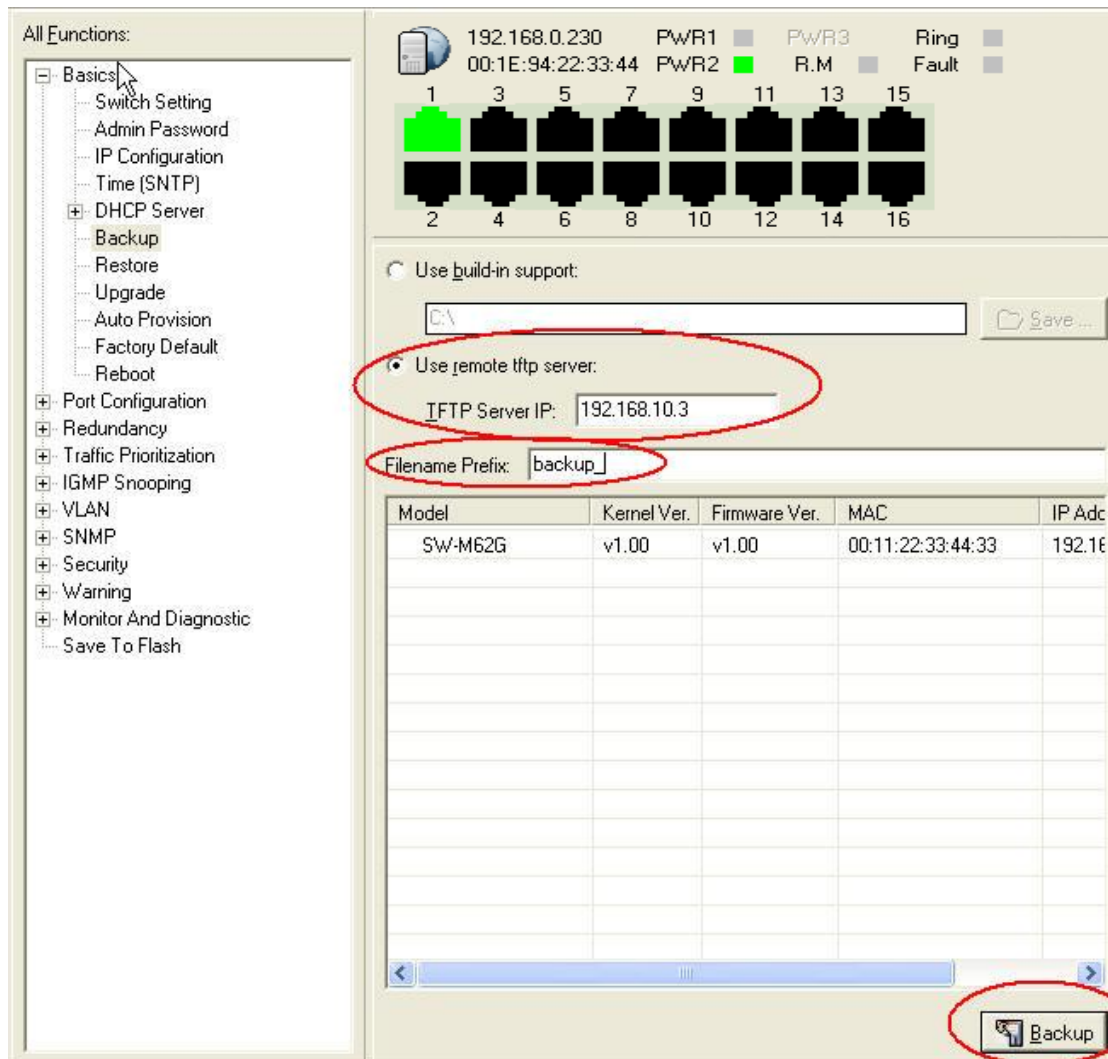 All Functions:
Basics
Switch Setting
Admin Password
IP Configuration
Time (SNTP)
DHCP Server
Backup
Restore
Upgrade
Auto Provision
Factory Default
Reboot
Port Configuration
Redundancy
Traffic Prioritization
IGMP Snooping
VLAN
SNMP
Security
Warning
Monitor And Diagnostic
Save To Flash
192.168.0.230 PWR1 PWR3 Ring
00:1E:94:22:33:44 PWR2 R.M Fault
1 3 5 7 9 11 13 15
2 4 6 8 10 12 14 16
Use build-in support:
C:\ Save ...
Use remote tftp server:
TFTP Server IP: 192.168.10.3
Filename Prefix: backup_
Model Kernel Ver. Firmware Ver. MAC IP Adc
SW-M62G v1.00 v1.00 00:11:22:33:44:33 192.16
Backup